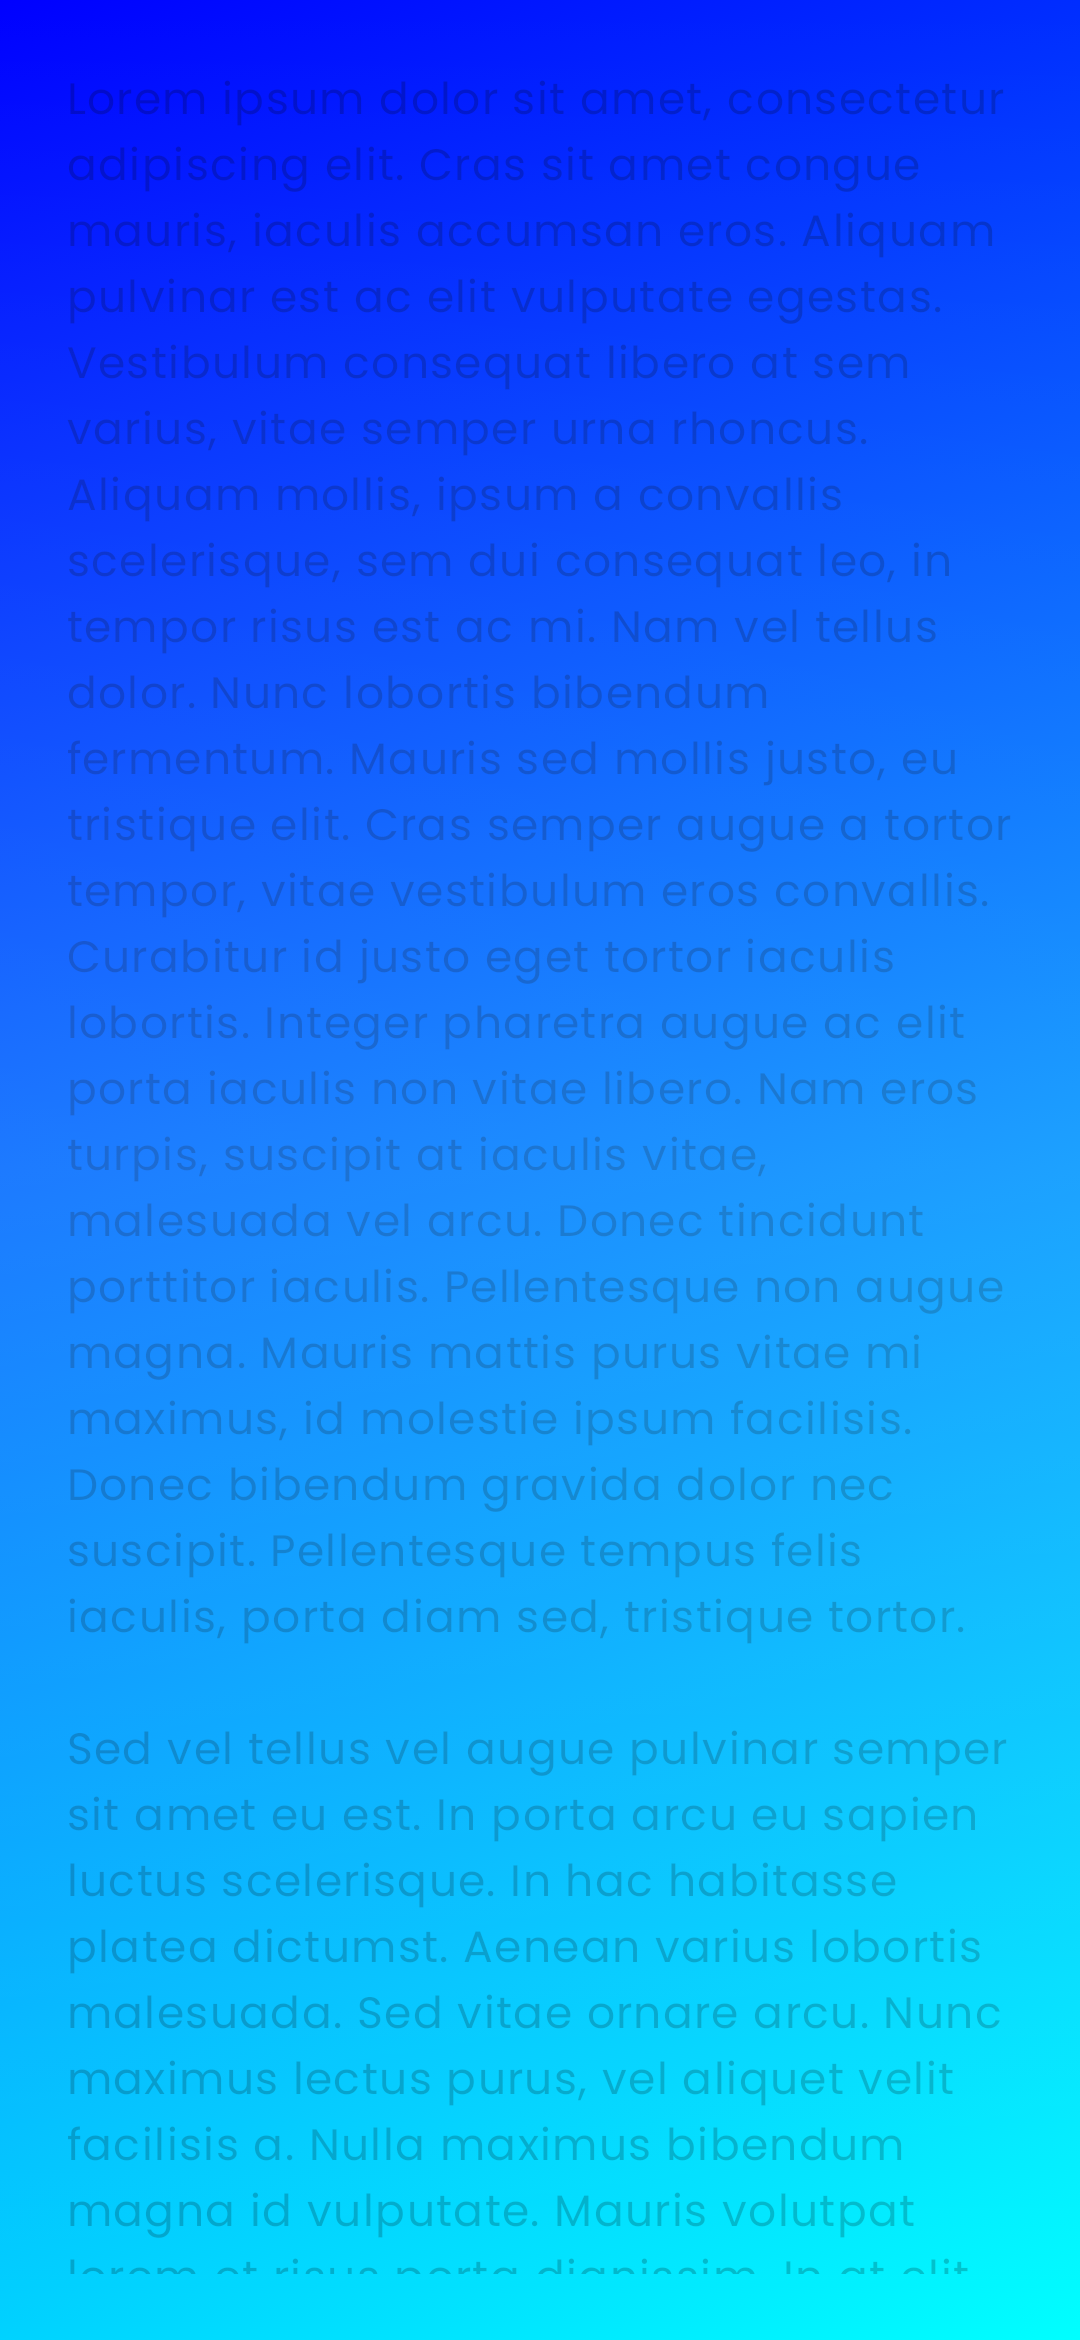 Lorem ipsum dolor sit amet, consectetur
adipiscing elit. Cras sit amet congue
mauris, iaculis accumsan eros. Aliquam
pulvinar est ac elit vulputate egestas.
Vestibulum consequat libero at sem
varius, vitae semper urna rhoncus.
Aliquam mollis, ipsum a convallis
scelerisque, sem dui consequat leo, in
tempor risus est ac mi. Nam vel tellus
dolor. Nunc lobortis bibendum
fermentum. Mauris sed mollis justo, eu
tristique elit. Cras semper augue a tortor
tempor, vitae vestibulum eros convallis.
Curabitur id justo eget tortor iaculis
lobortis. Integer pharetra augue ac elit
porta iaculis non vitae libero. Nam eros
turpis, suscipit at iaculis vitae,
malesuada vel arcu. Donec tincidunt
porttitor iaculis. Pellentesque non augue
magna. Mauris mattis purus vitae mi
maximus, id molestie ipsum facilisis.
Donec bibendum gravida dolor nec
suscipit. Pellentesque tempus felis
iaculis, porta diam sed, tristique tortor.
Sed vel tellus vel augue pulvinar semper
sit amet eu est. In porta arcu eu sapien
luctus scelerisque. In hac habitasse
platea dictumst. Aenean varius lobortis
malesuada. Sed vitae ornare arcu. Nunc
maximus lectus purus, vel aliquet velit
facilisis a. Nulla maximus bibendum
magna id vulputate. Mauris volutpat
lorem et risus porta dignissim. In at elit